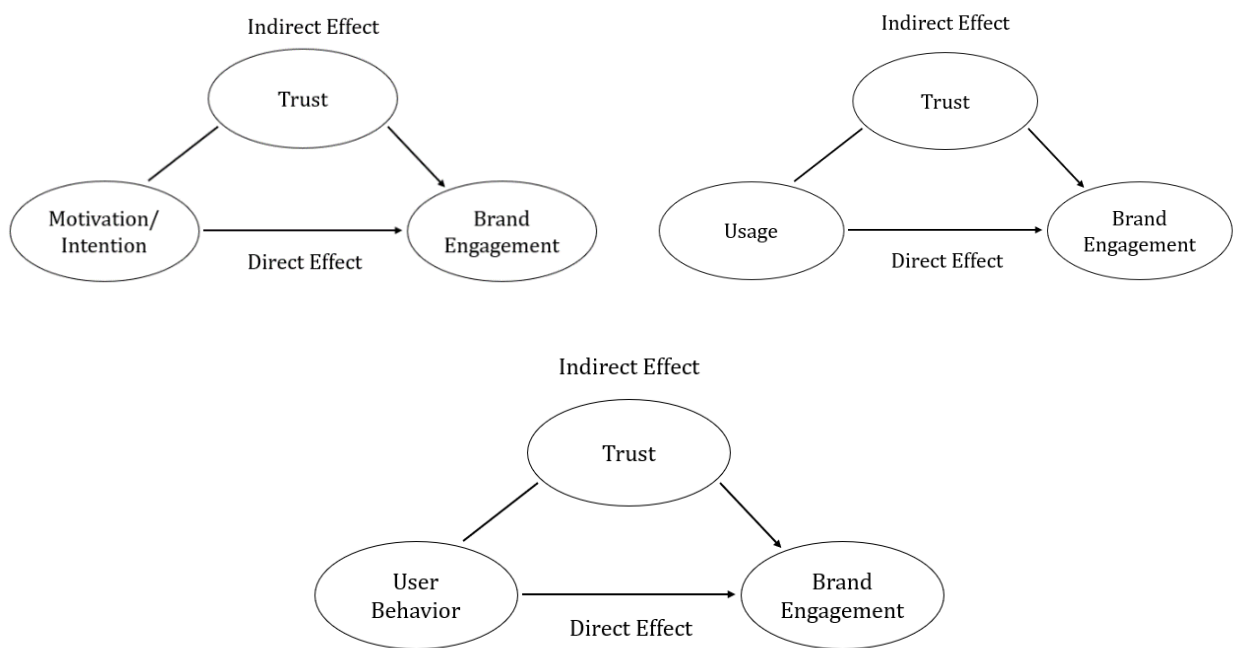 Indirect Effect
Trust
Motivation/
Intention
Brand
Engagement
Direct Effect
Indirect Effect
Trust
Usage
Brand
Engagement
Direct Effect
Indirect Effect
Trust
User
Behavior
Brand
Engagement
Direct Effect